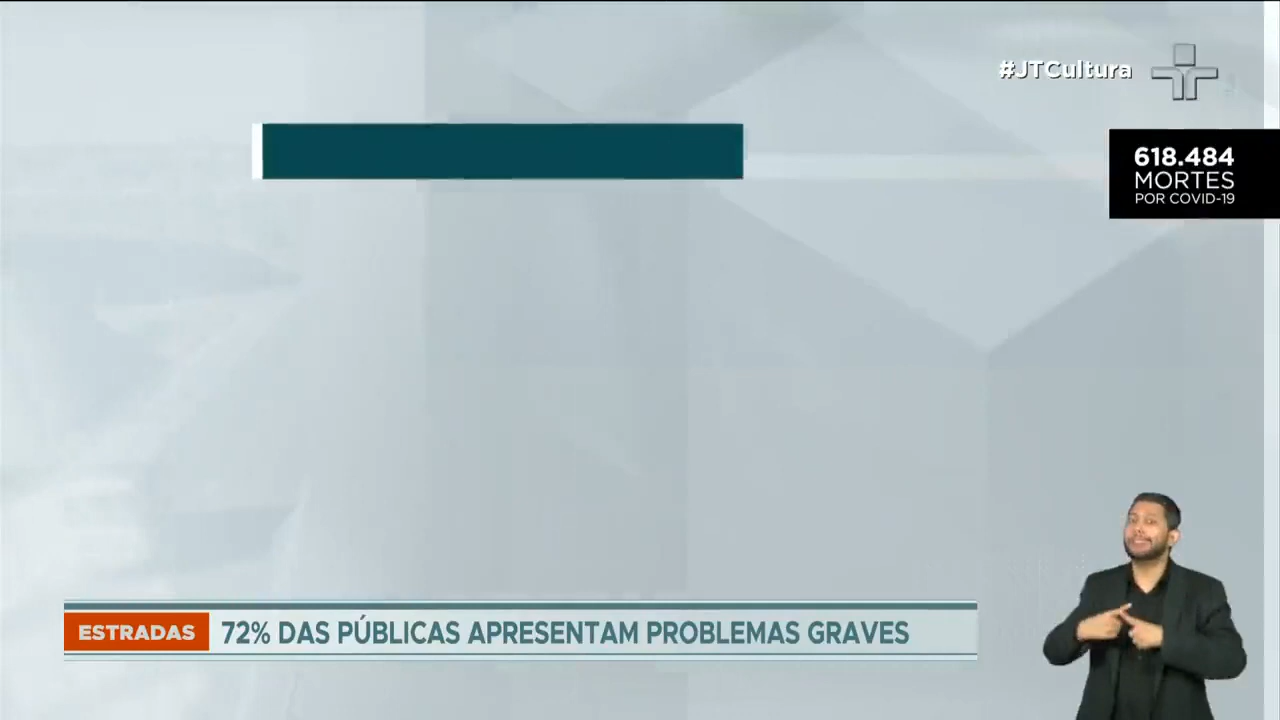 #JTCultura
618.484
MORTES
POR COVID-19
ESTRADAS 72% DAS PÚBLICAS APRESENTAM PROBLEMAS GRAVES